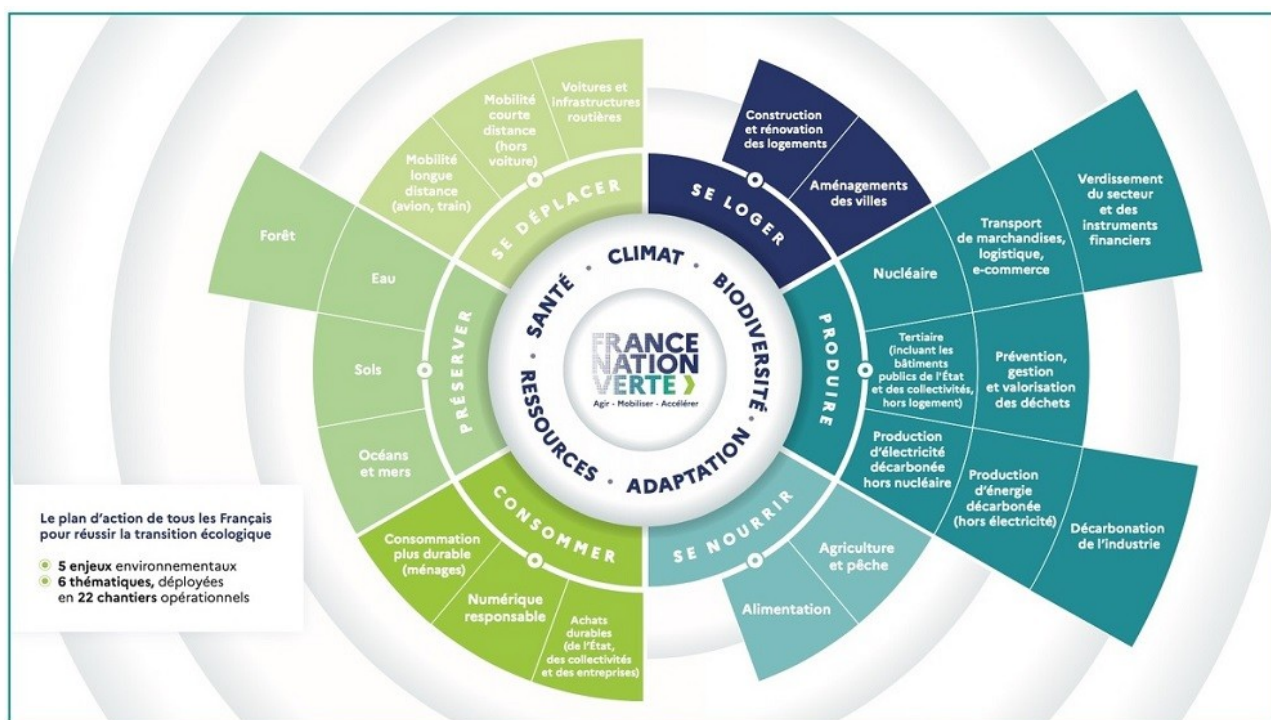 Voitures et
infrastructures
routières
Mobilité
courte
distance
(hors
voiture)
Mobilité
longue
distance
(avion, train)
SE DÉPLACER
Construction
et rénovation
des logements
Aménagements
des villes
SE LOGER
Verdissement
du secteur
et des
instruments
financiers
Transport
de marchandises,
logistique,
e-commerce
Nucléaire
Tertiaire
(incluant les
bâtiments
publics de l'État
et des collectivités,
hors logement)
Prévention,
gestion
et valorisation
des déchets
Production
d'électricité
décarbonée
hors nucléaire
Production
d'énergie
décarbonée
(hors électricité)
Décarbonation
de l'industrie
PRODUIRE
Forêt
Eau
Sols
Océans
et mers
PRÉSERVER
SANTÉ · CLIMAT · BIODIVERSITÉ · ADAPTATION · RESSOURCES
FRANCE
NATION
VERTE
Agir - Mobiliser - Accélérer
CONSOMMER
Consommation
plus durable
(ménages)
Numérique
responsable
Achats
durables
(de l'État,
des collectivités
et des entreprises)
SE NOURRIR
Agriculture
et pêche
Alimentation
Le plan d'action de tous les Français
pour réussir la transition écologique
5 enjeux environnementaux
6 thématiques, déployées
en 22 chantiers opérationnels